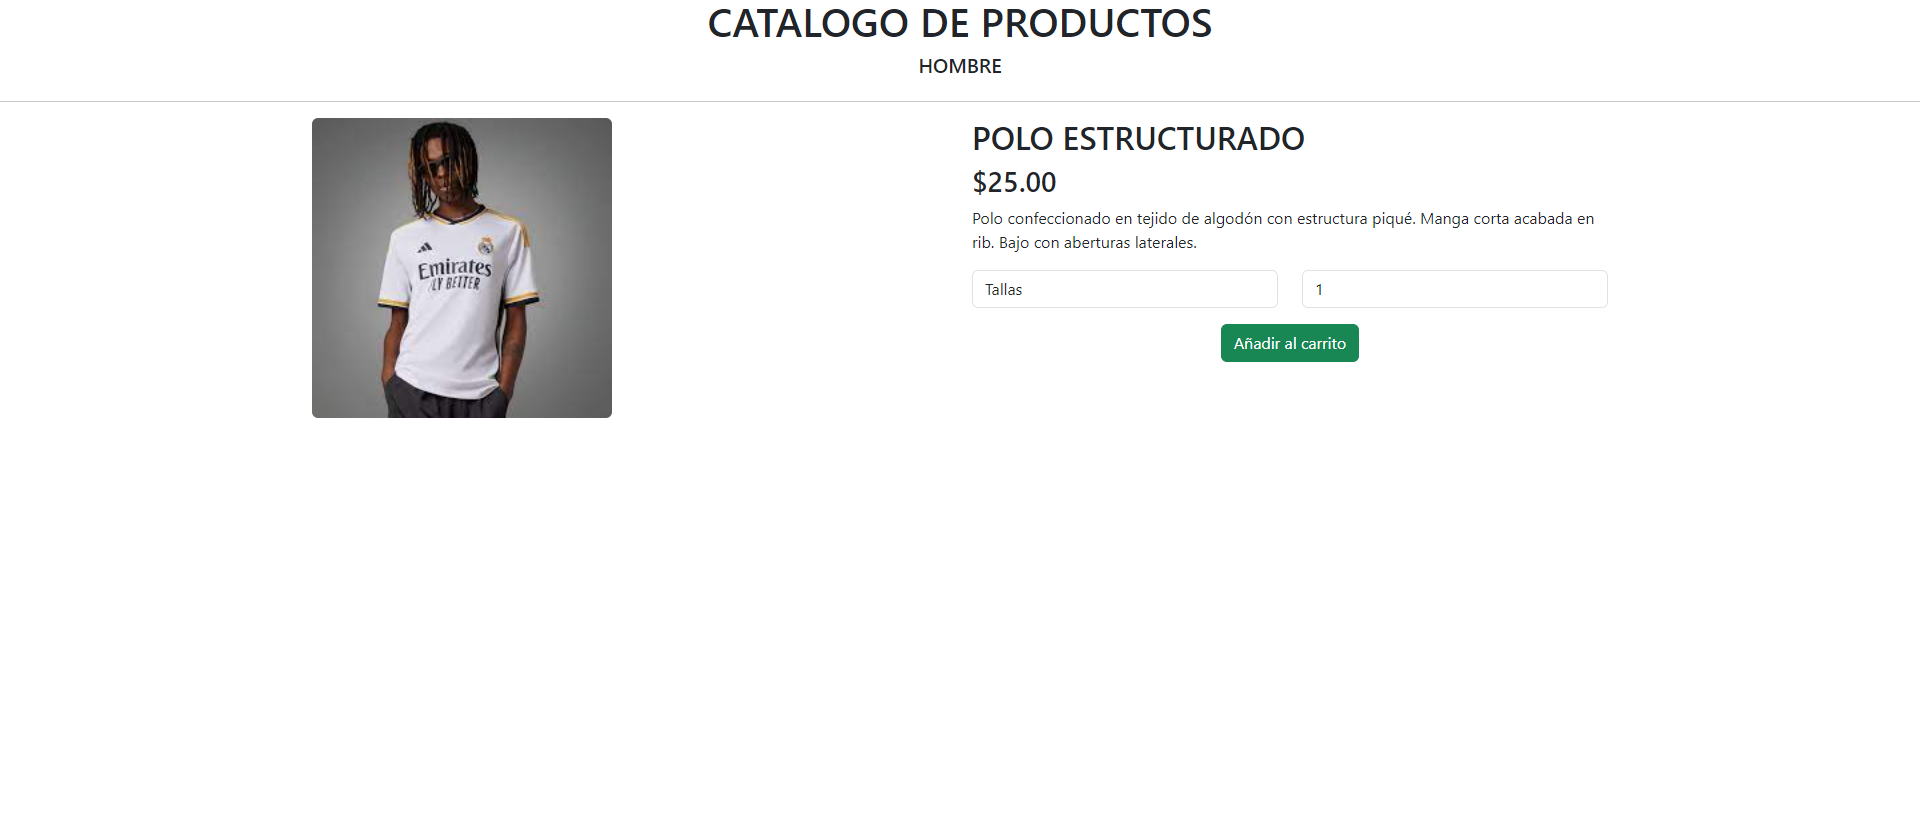 CATALOGO DE PRODUCTOS
HOMBRE
POLO ESTRUCTURADO
$25.00
Polo confeccionado en tejido de algodón con estructura piqué. Manga corta acabada en
rib. Bajo con aberturas laterales.
Tallas
1
Añadir al carrito
Emirates
FLY BETTER